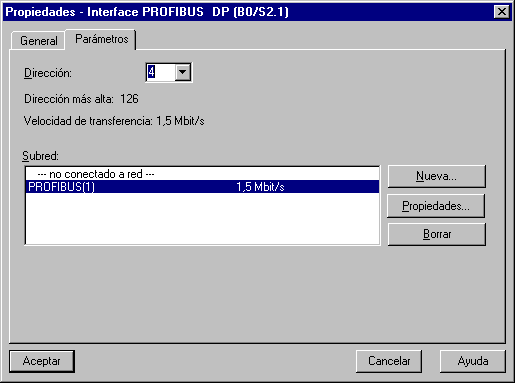 Propiedades - Interface PROFIBUS  DP (B0/S2.1)
General Parámetros
Dirección: 4
Dirección más alta: 126
Velocidad de transferencia: 1,5 Mbit/s
Subred:
--- no conectado a red ---
PROFIBUS(1) 1,5 Mbit/s
Nueva...
Propiedades...
Borrar
Aceptar Cancelar Ayuda